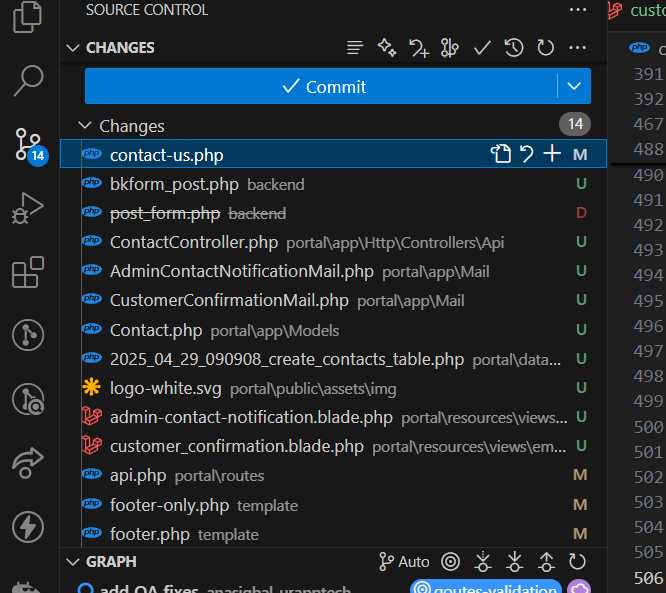 SOURCE CONTROL
CHANGES
Commit
Changes 14
14
contact-us.php M
bkform_post.php backend U
post_form.php backend D
ContactController.php portal\app\Http\Controllers\Api U
AdminContactNotificationMail.php portal\app\Mail U
CustomerConfirmationMail.php portal\app\Mail U
Contact.php portal\app\Models U
2025_04_29_090908_create_contacts_table.php portal\data... U
logo-white.svg portal\public\assets\img U
admin-contact-notification.blade.php portal\resources\views... U
customer_confirmation.blade.php portal\resources\views\em... U
api.php portal\routes M
footer-only.php template M
footer.php template M
GRAPH Auto
add QA fixes
custo
php
391
392
467
488
490
491
492
493
494
495
496
497
498
499
500
501
502
503
504
505
506